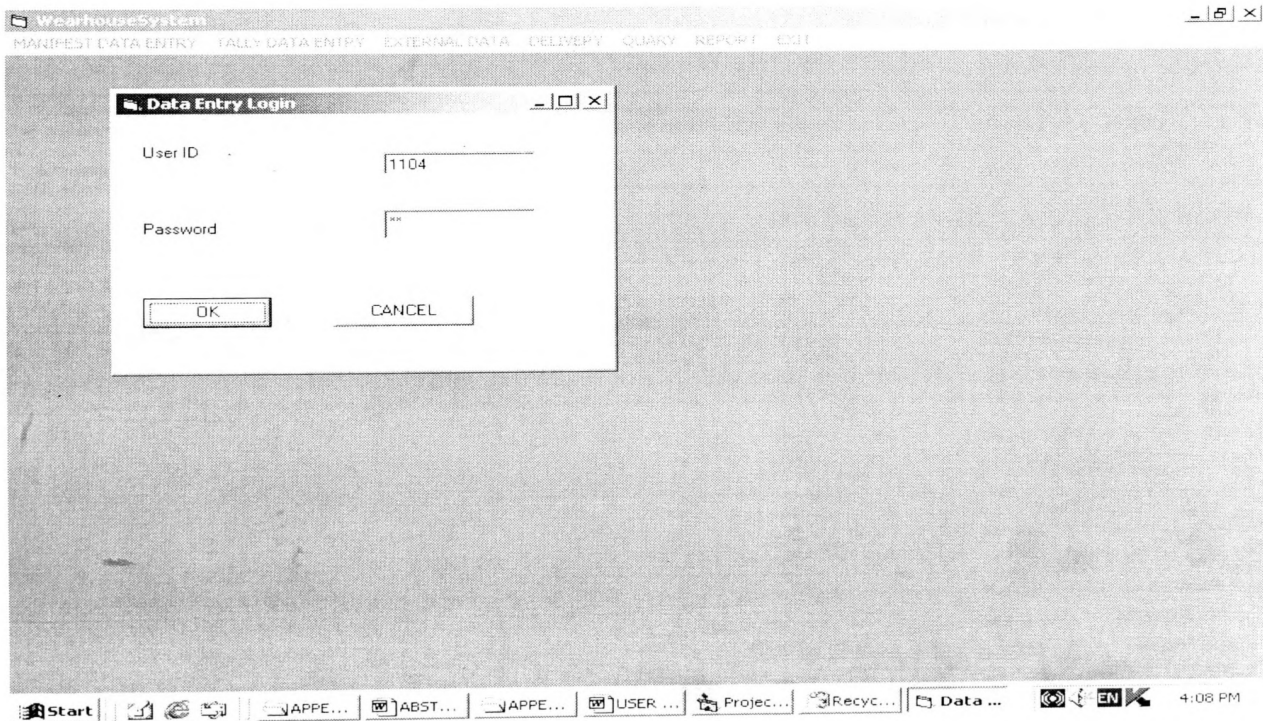 WearhouseSystem
MANIFEST DATA ENTRY TALLY DATA ENTRY EXTERNAL DATA DELIVERY QUARY REPORT EXIT
Data Entry Login
User ID
1104
Password
**
OK CANCEL
Start APPE... ABST... APPE... USER ... Projec... Recyc... Data ... EN K 4:08 PM